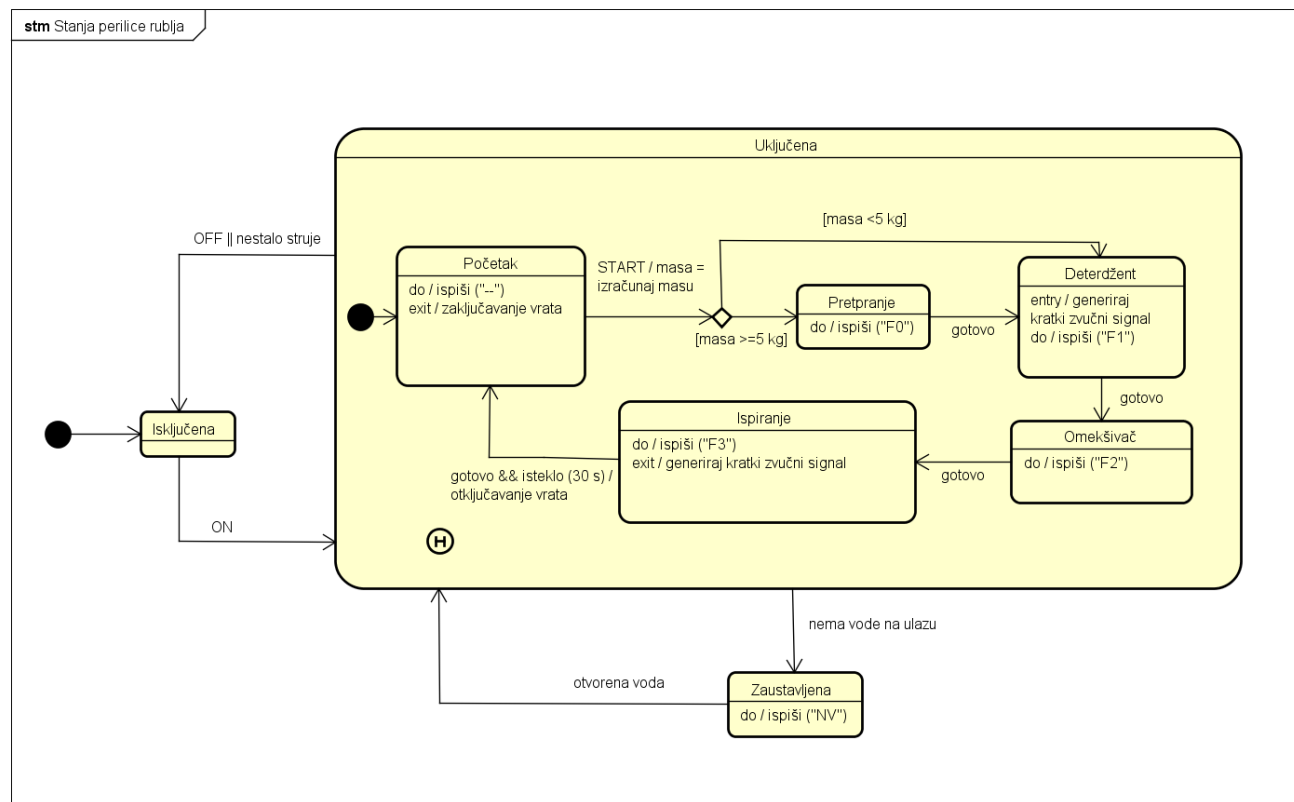 stm Stanja perilice rublja
Uključena
OFF || nestalo struje
[masa <5 kg]
Početak
do / ispiši ("--")
exit / zaključavanje vrata
START / masa =
izračunaj masu
[masa >=5 kg]
Pretpranje
do / ispiši ("F0")
gotovo
Deterdžent
entry / generiraj
kratki zvučni signal
do / ispiši ("F1")
gotovo
Isključena
Ispiranje
do / ispiši ("F3")
exit / generiraj kratki zvučni signal
gotovo
Omekšivač
do / ispiši ("F2")
gotovo && isteklo (30 s) /
otključavanje vrata
ON
H
nema vode na ulazu
otvorena voda
Zaustavljena
do / ispiši ("NV")